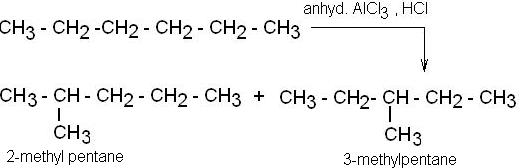 anhyd. AlCl3 , HCl
CH3 - CH2 -CH2 - CH2 - CH2 - CH3
CH3 - CH - CH2 - CH2 - CH3 + CH3 - CH2- CH - CH2 - CH3
CH3 CH3
2-methyl pentane 3-methylpentane